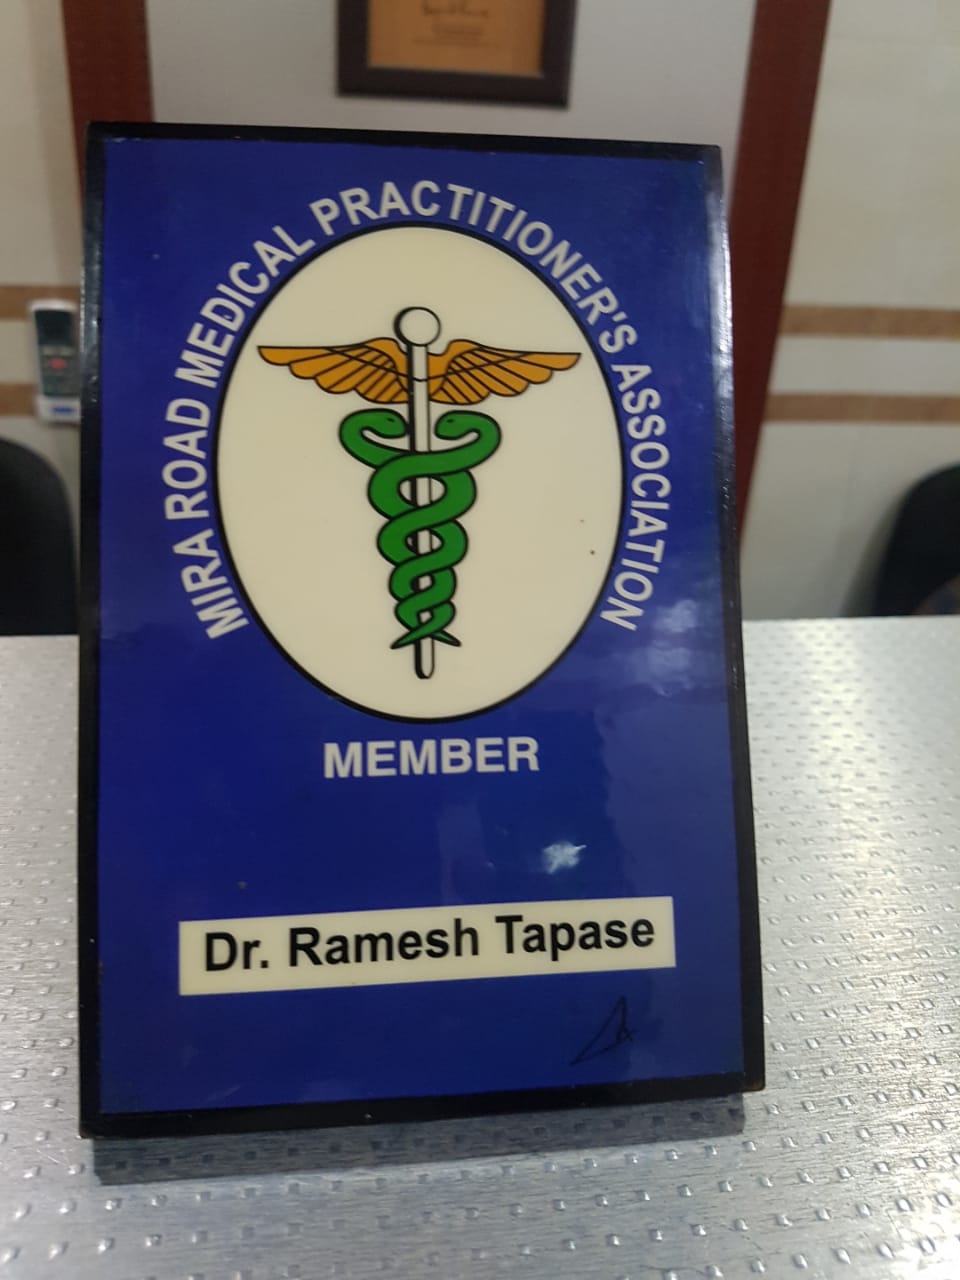 MIRA ROAD MEDICAL PRACTITIONER'S ASSOCIATION
MEMBER
Dr. Ramesh Tapase